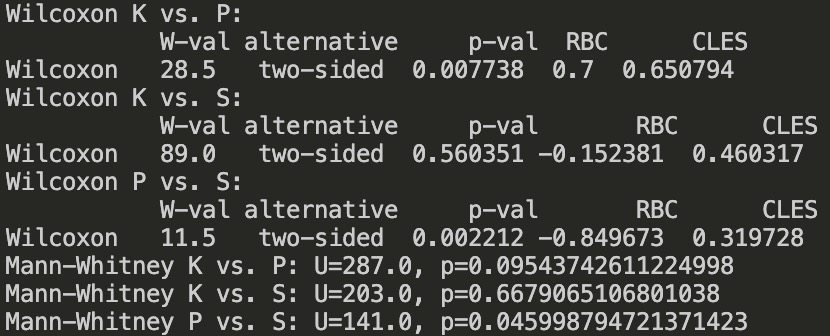 Wilcoxon K vs. P:
W-val alternative p-val RBC CLES
Wilcoxon 28.5 two-sided 0.007738 0.7 0.650794
Wilcoxon K vs. S:
W-val alternative p-val RBC CLES
Wilcoxon 89.0 two-sided 0.560351 -0.152381 0.460317
Wilcoxon P vs. S:
W-val alternative p-val RBC CLES
Wilcoxon 11.5 two-sided 0.002212 -0.849673 0.319728
Mann-Whitney K vs. P: U=287.0, p=0.09543742611224998
Mann-Whitney K vs. S: U=203.0, p=0.6679065106801038
Mann-Whitney P vs. S: U=141.0, p=0.045998794721371423